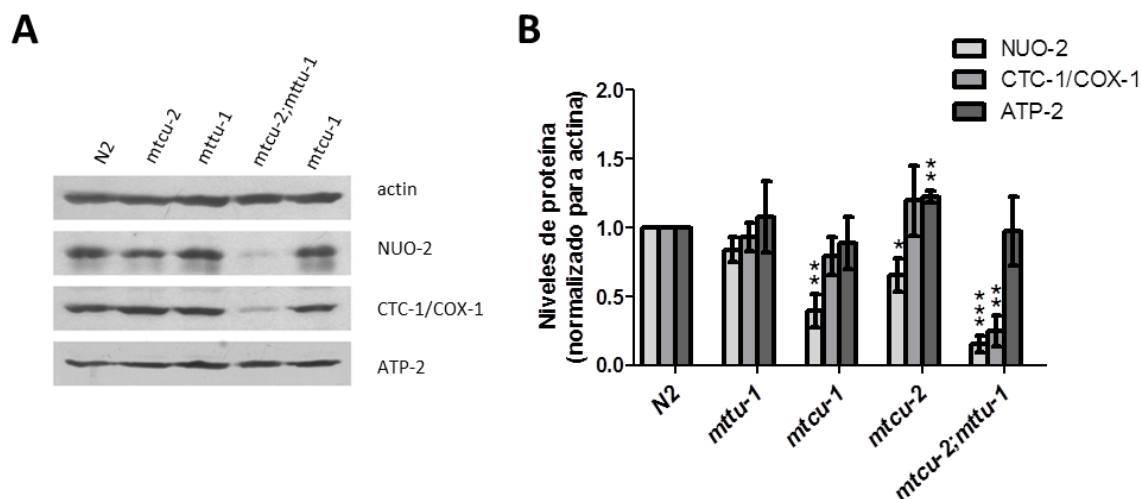 A
N2
mtcu-2
mttu-1
mtcu-2;mttu-1
mtcu-1
actin
NUO-2
CTC-1/COX-1
ATP-2
B
NUO-2
CTC-1/COX-1
ATP-2
Niveles de proteína
(normalizado para actina)
2.0
1.5
1.0
0.5
0.0
**
*
**
***
**
N2
mttu-1
mtcu-1
mtcu-2
mtcu-2;mttu-1